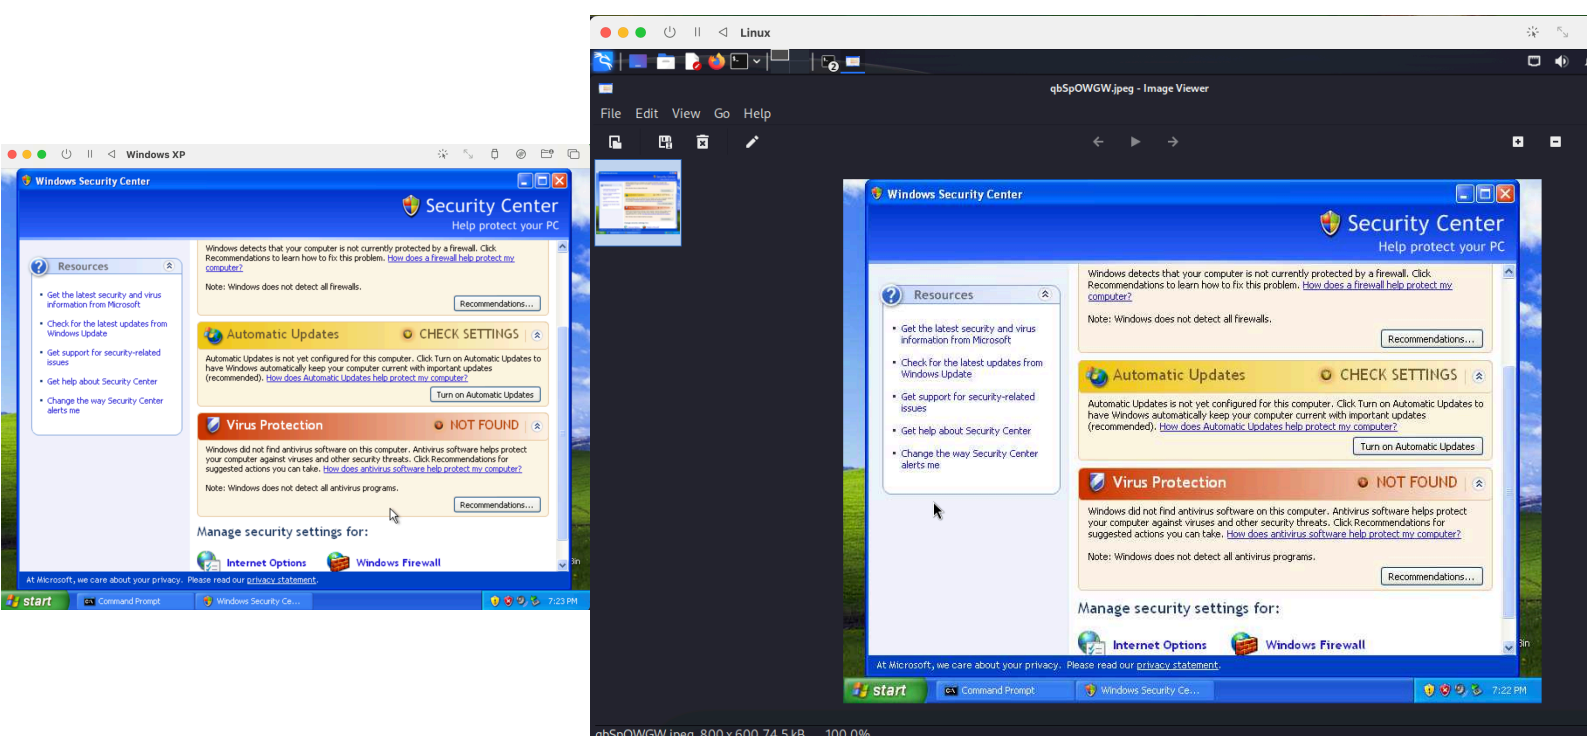 Windows XP
Windows Security Center
Security Center
Help protect your PC
Resources
Get the latest security and virus
information from Microsoft
Check for the latest updates from
Windows Update
Get support for security-related
issues
Get help about Security Center
Change the way Security Center
alerts me
Windows detects that your computer is not currently protected by a firewall. Click
Recommendations to learn how to fix this problem. How does a firewall help protect my
computer?
Note: Windows does not detect all firewalls.
Recommendations...
Automatic Updates CHECK SETTINGS
Automatic Updates is not yet configured for this computer. Click Turn on Automatic Updates to
have Windows automatically keep your computer current with important updates
(recommended). How does Automatic Updates help protect my computer?
Turn on Automatic Updates
Virus Protection NOT FOUND
Windows did not find antivirus software on this computer. Antivirus software helps protect
your computer against viruses and other security threats. Click Recommendations for
suggested actions you can take. How does antivirus software help protect my computer?
Note: Windows does not detect all antivirus programs.
Recommendations...
Manage security settings for:
Internet Options Windows Firewall
At Microsoft, we care about your privacy. Please read our privacy statement.
start Command Prompt Windows Security Ce... 7:23 PM
Linux
2
qbSpOWGW.jpeg - Image Viewer
File Edit View Go Help
Windows Security Center
Security Center
Help protect your PC
Resources
Get the latest security and virus
information from Microsoft
Check for the latest updates from
Windows Update
Get support for security-related
issues
Get help about Security Center
Change the way Security Center
alerts me
Windows detects that your computer is not currently protected by a firewall. Click
Recommendations to learn how to fix this problem. How does a firewall help protect my
computer?
Note: Windows does not detect all firewalls.
Recommendations...
Automatic Updates CHECK SETTINGS
Automatic Updates is not yet configured for this computer. Click Turn on Automatic Updates to
have Windows automatically keep your computer current with important updates
(recommended). How does Automatic Updates help protect my computer?
Turn on Automatic Updates
Virus Protection NOT FOUND
Windows did not find antivirus software on this computer. Antivirus software helps protect
your computer against viruses and other security threats. Click Recommendations for
suggested actions you can take. How does antivirus software help protect my computer?
Note: Windows does not detect all antivirus programs.
Recommendations...
Manage security settings for:
Internet Options Windows Firewall
At Microsoft, we care about your privacy. Please read our privacy statement.
start Command Prompt Windows Security Ce... 7:22 PM
qbSpOWGW.jpeg 800 x 600 74.5 kB 100.0%